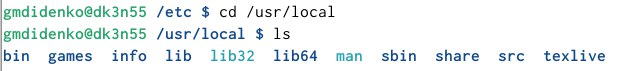 gmdidenko@dk3n55 /etc $ cd /usr/local
gmdidenko@dk3n55 /usr/local $ ls
bin  games  info  lib  lib32  lib64  man  sbin  share  src  texlive